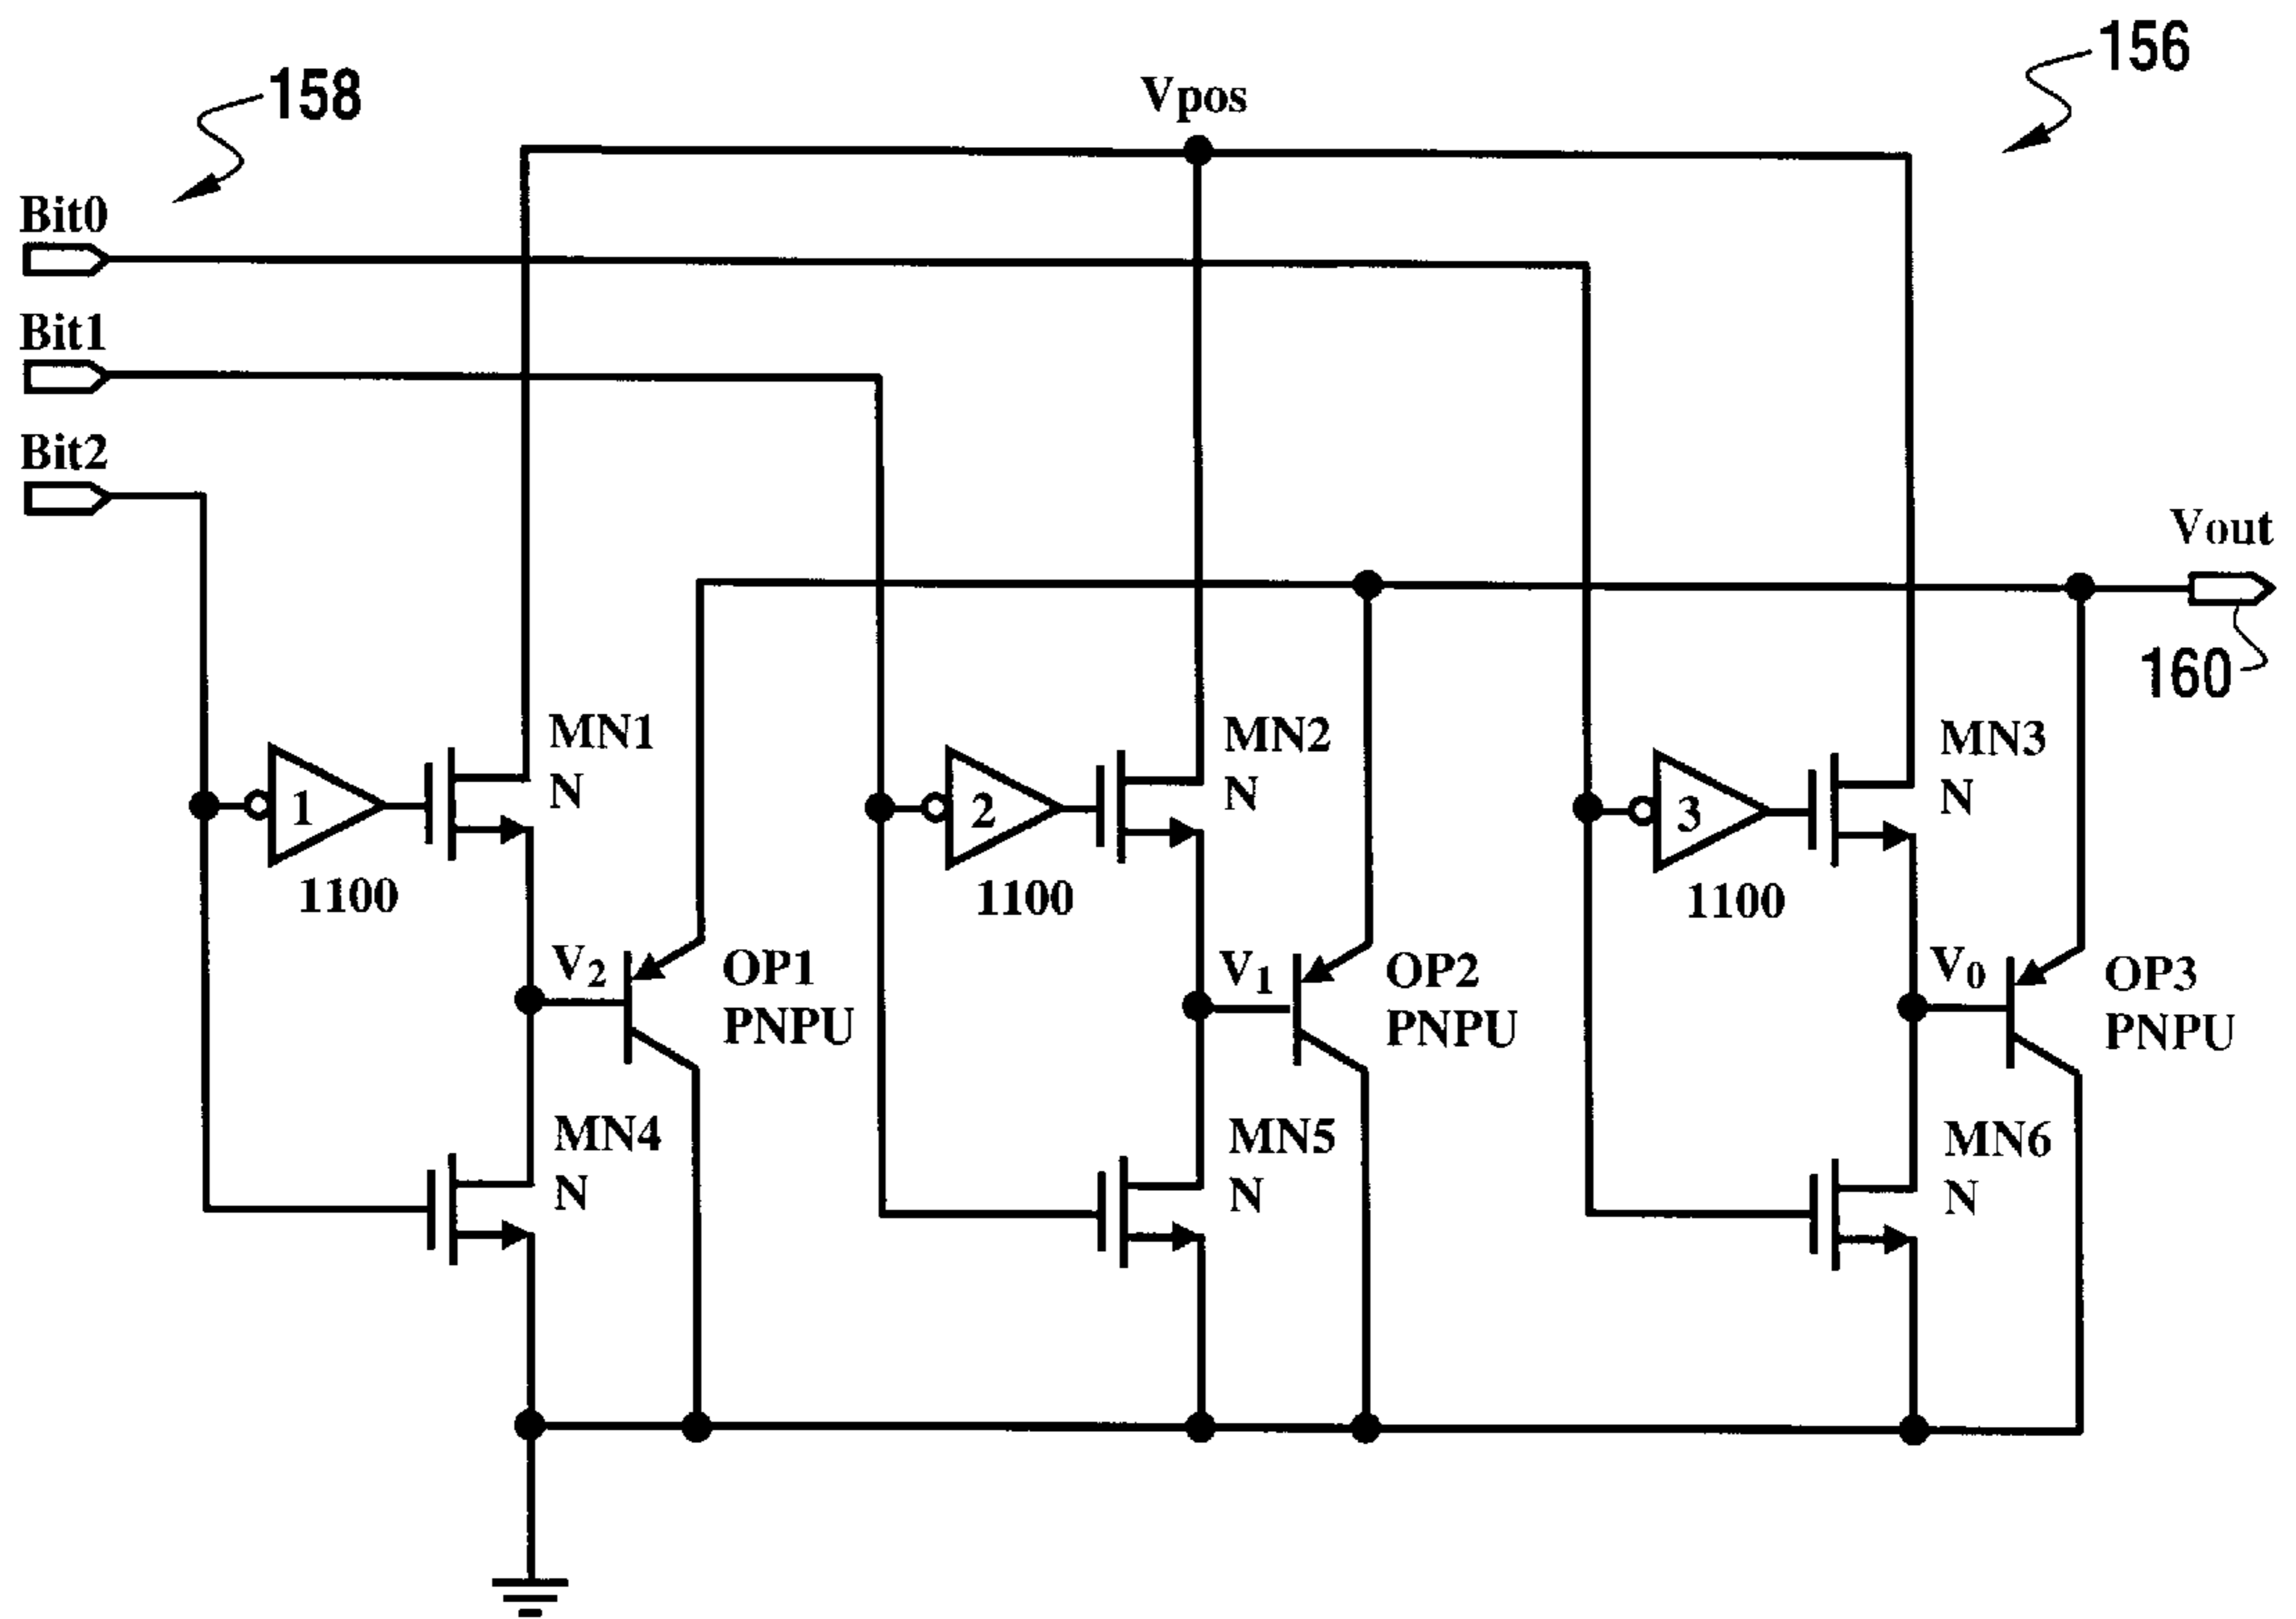 156
158
Vpos
Bit0
Bit1
Bit2
Vout
160
MN1
N
MN2
N
MN3
N
1
2
3
1100
1100
1100
V2
OP1
PNPU
V1
OP2
PNPU
V0
OP3
PNPU
MN4
N
MN5
N
MN6
N